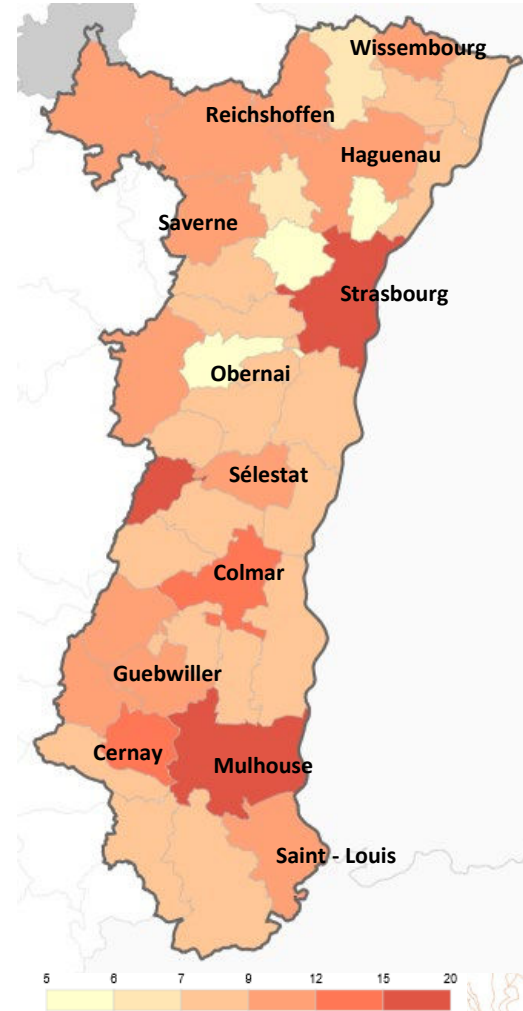 Wissembourg
Reichshoffen
Haguenau
Saverne
Strasbourg
Obernai
Sélestat
Colmar
Guebwiller
Cernay
Mulhouse
Saint - Louis
5 6 7 9 12 15 20